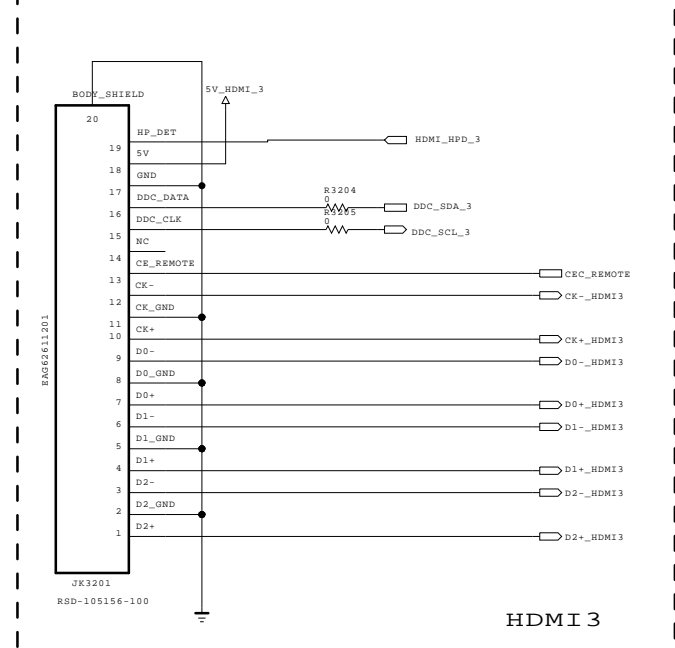 BODY_SHIELD
5V_HDMI_3
20
HP_DET
HDMI_HPD_3
19
5V
18
GND
17
R3204
0
DDC_DATA
DDC_SDA_3
16
R3205
0
DDC_CLK
DDC_SCL_3
15
NC
14
CE_REMOTE
CEC_REMOTE
13
CK-
CK-_HDMI3
12
CK_GND
11
10
CK+
CK+_HDMI3
9
D0-
D0-_HDMI3
8
D0_GND
7
D0+
D0+_HDMI3
6
D1-
D1-_HDMI3
5
D1_GND
4
D1+
D1+_HDMI3
3
D2-
D2-_HDMI3
2
D2_GND
1
D2+
D2+_HDMI3
EAG62611201
JK3201
RSD-105156-100
HDMI3